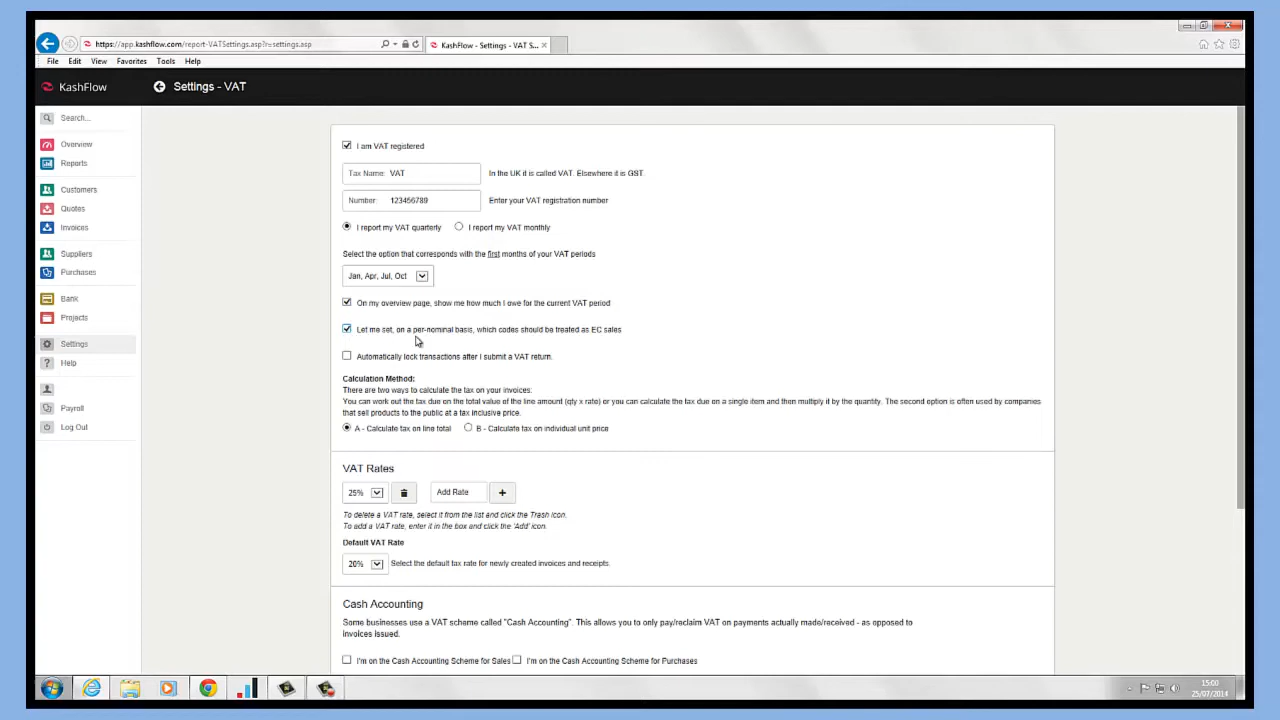 https://app.kashflow.com/report-VATSettings.asp?r=settings.asp
KashFlow - Settings - VAT S...
File Edit View Favorites Tools Help
KashFlow
Settings - VAT
Search...
Overview
Reports
Customers
Quotes
Invoices
Suppliers
Purchases
Bank
Projects
Settings
Help
Payroll
Log Out
I am VAT registered
Tax Name: VAT In the UK it is called VAT. Elsewhere it is GST.
Number: 123456789 Enter your VAT registration number
I report my VAT quarterly I report my VAT monthly
Select the option that corresponds with the first months of your VAT periods
Jan, Apr, Jul, Oct
On my overview page, show me how much I owe for the current VAT period
Let me set, on a per-nominal basis, which codes should be treated as EC sales
Automatically lock transactions after I submit a VAT return.
Calculation Method:
There are two ways to calculate the tax on your invoices:
You can work out the tax due on the total value of the line amount (qty x rate) or you can calculate the tax due on a single item and then multiply it by the quantity. The second option is often used by companies
that sell products to the public at a tax inclusive price.
A - Calculate tax on line total B - Calculate tax on individual unit price
VAT Rates
25% Add Rate
To delete a VAT rate, select it from the list and click the Trash icon.
To add a VAT rate, enter it in the box and click the 'Add' icon.
Default VAT Rate
20% Select the default tax rate for newly created invoices and receipts.
Cash Accounting
Some businesses use a VAT scheme called "Cash Accounting". This allows you to only pay/reclaim VAT on payments actually made/received - as opposed to
invoices issued.
I'm on the Cash Accounting Scheme for Sales I'm on the Cash Accounting Scheme for Purchases
15:00
25/07/2014